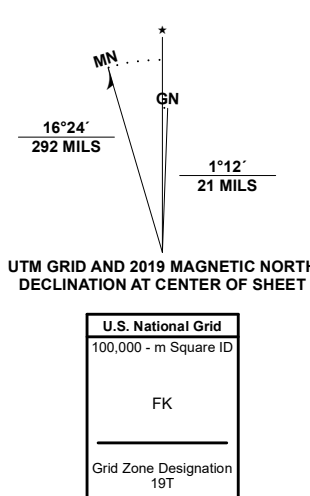 ★
MN
GN
16°24´
292 MILS
1°12´
21 MILS
UTM GRID AND 2019 MAGNETIC NORTH
DECLINATION AT CENTER OF SHEET
U.S. National Grid
100,000 - m Square ID
FK
Grid Zone Designation
19T